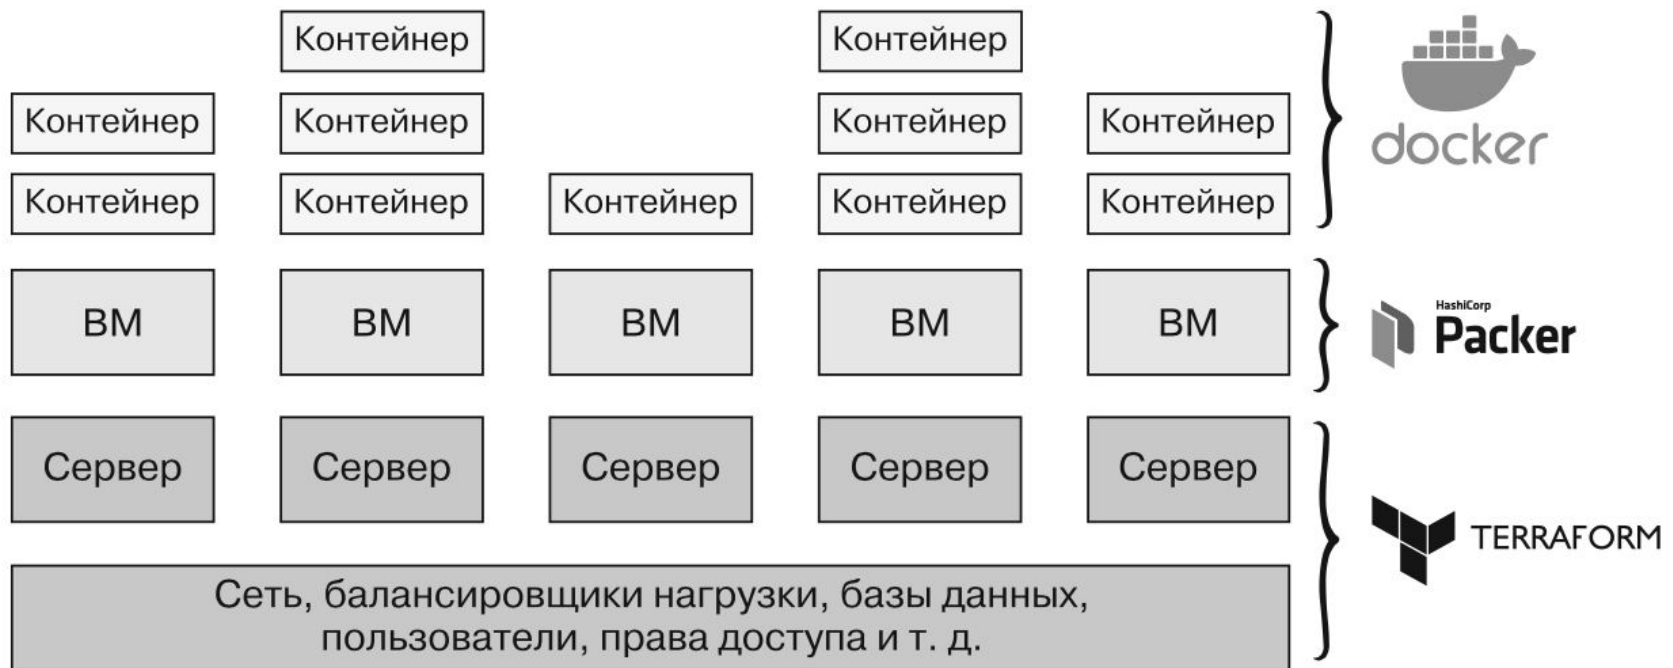 Контейнер Контейнер
Контейнер Контейнер Контейнер Контейнер
Контейнер Контейнер Контейнер Контейнер Контейнер
docker
ВМ ВМ ВМ ВМ ВМ
HashiCorp
Packer
Сервер Сервер Сервер Сервер Сервер
TERRAFORM
Сеть, балансировщики нагрузки, базы данных,
пользователи, права доступа и т. д.